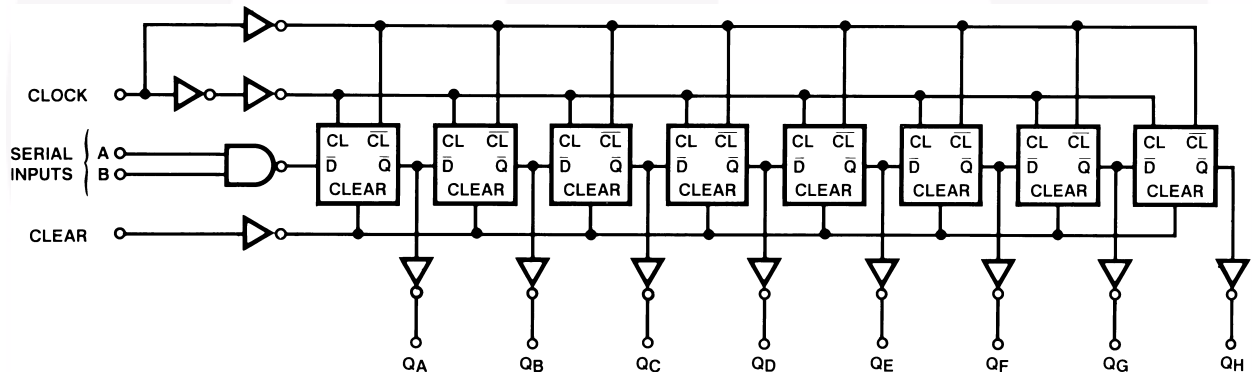 CLOCK
SERIAL INPUTS { A B
CLEAR
CL C̅L̅ D̅ Q̅ CLEAR
CL C̅L̅ D̅ Q̅ CLEAR
CL C̅L̅ D̅ Q̅ CLEAR
CL C̅L̅ D̅ Q̅ CLEAR
CL C̅L̅ D̅ Q̅ CLEAR
CL C̅L̅ D̅ Q̅ CLEAR
CL C̅L̅ D̅ Q̅ CLEAR
CL C̅L̅ D̅ Q̅ CLEAR
QA QB QC QD QE QF QG QH